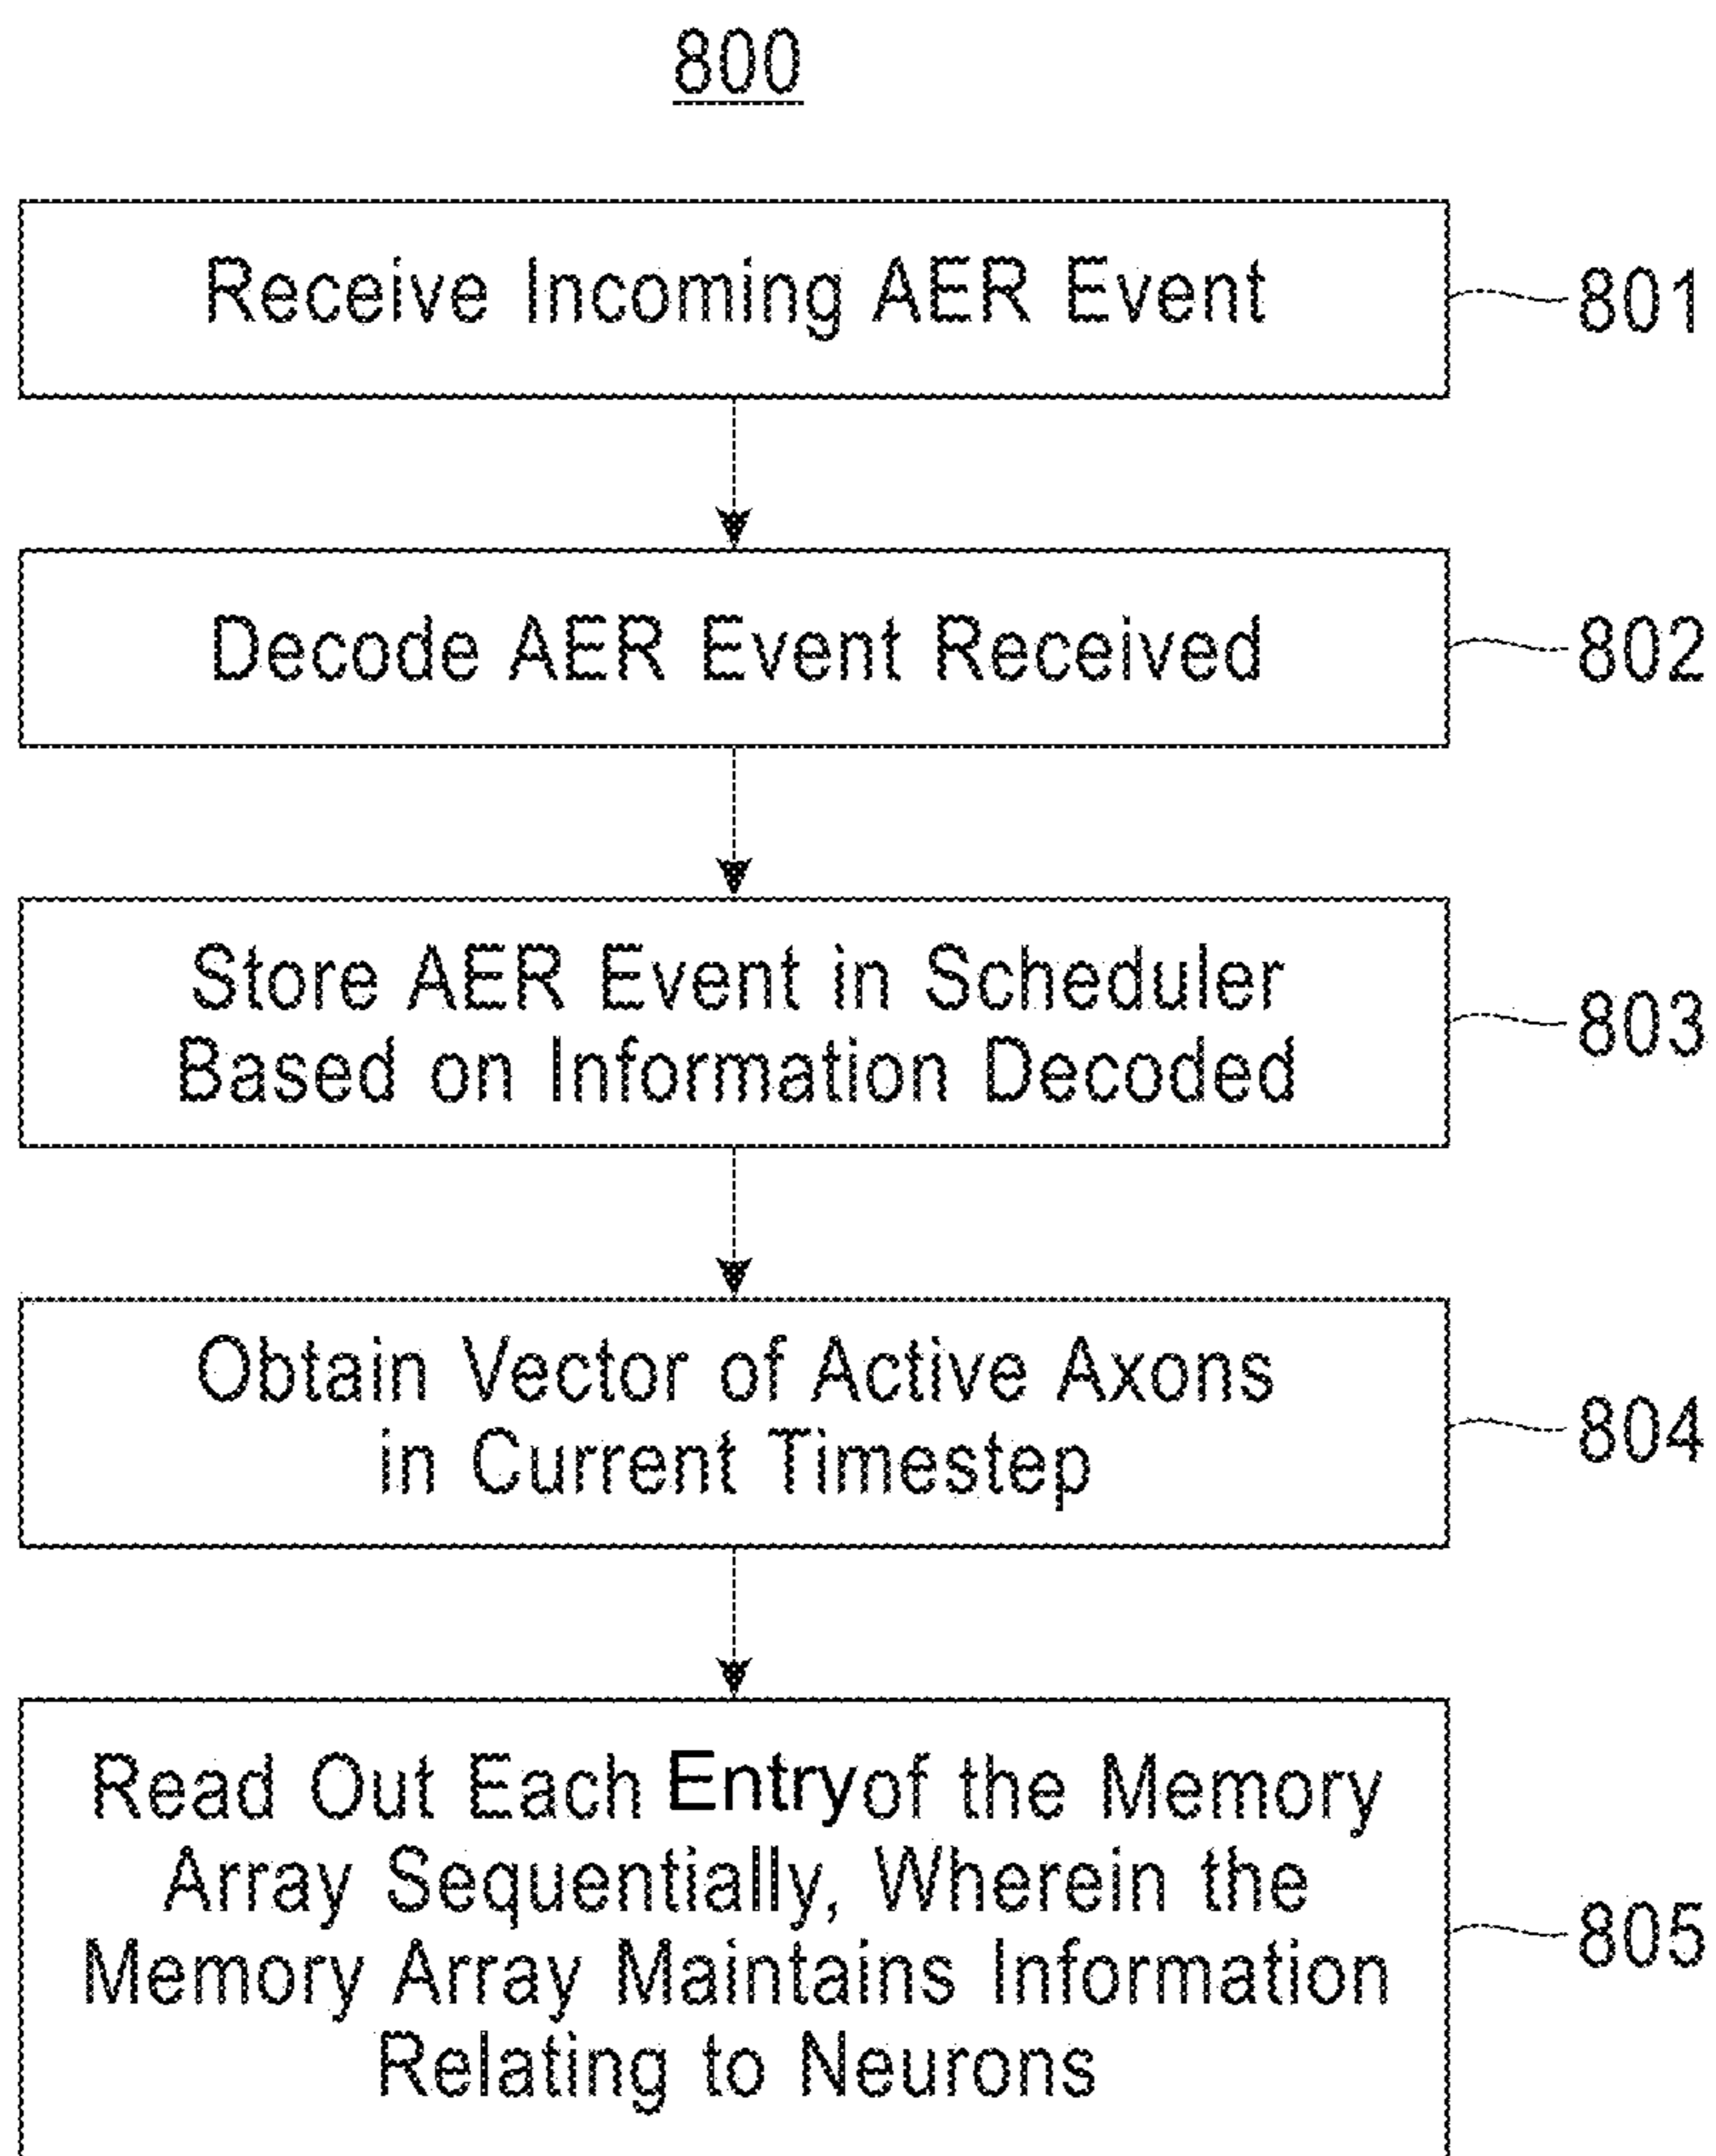 800
Receive Incoming AER Event
801
Decode AER Event Received
802
Store AER Event in Scheduler
Based on Information Decoded
803
Obtain Vector of Active Axons
in Current Timestep
804
Read Out Each Entry of the Memory
Array Sequentially, Wherein the
Memory Array Maintains Information
Relating to Neurons
805